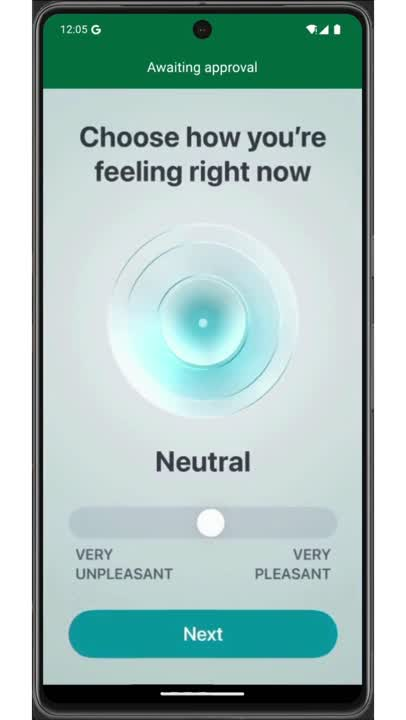 12:05 G
Awaiting approval
Choose how you're
feeling right now
Neutral
VERY
UNPLEASANT
VERY
PLEASANT
Next